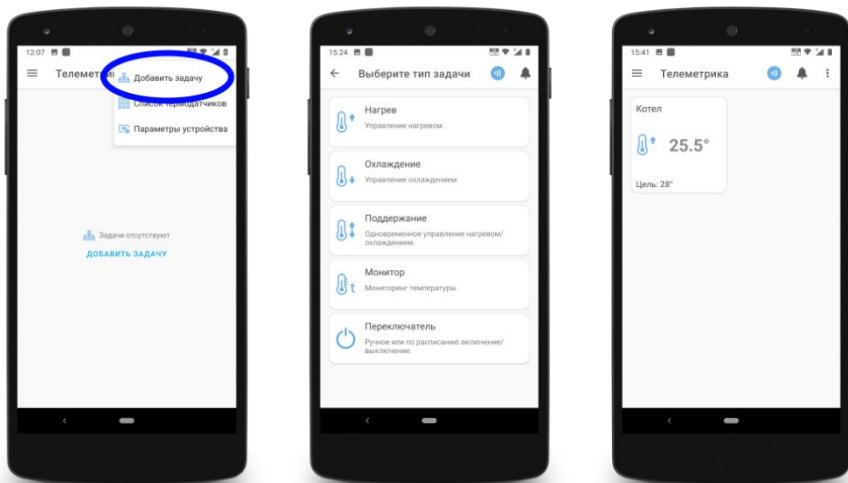 12:07
Телеметри
Добавить задачу
Список термодатчиков
Параметры устройства
Задачи отсутствуют
ДОБАВИТЬ ЗАДАЧУ
15:24
Выберите тип задачи
Нагрев
Управление нагревом.
Охлаждение
Управление охлаждением.
Поддержание
Одновременное управление нагревом/
охлаждением.
Монитор
t
Мониторинг температуры.
Переключатель
Ручное или по расписанию включение/
выключение.
15:41
Телеметрика
Котел
25.5°
Цель: 28°